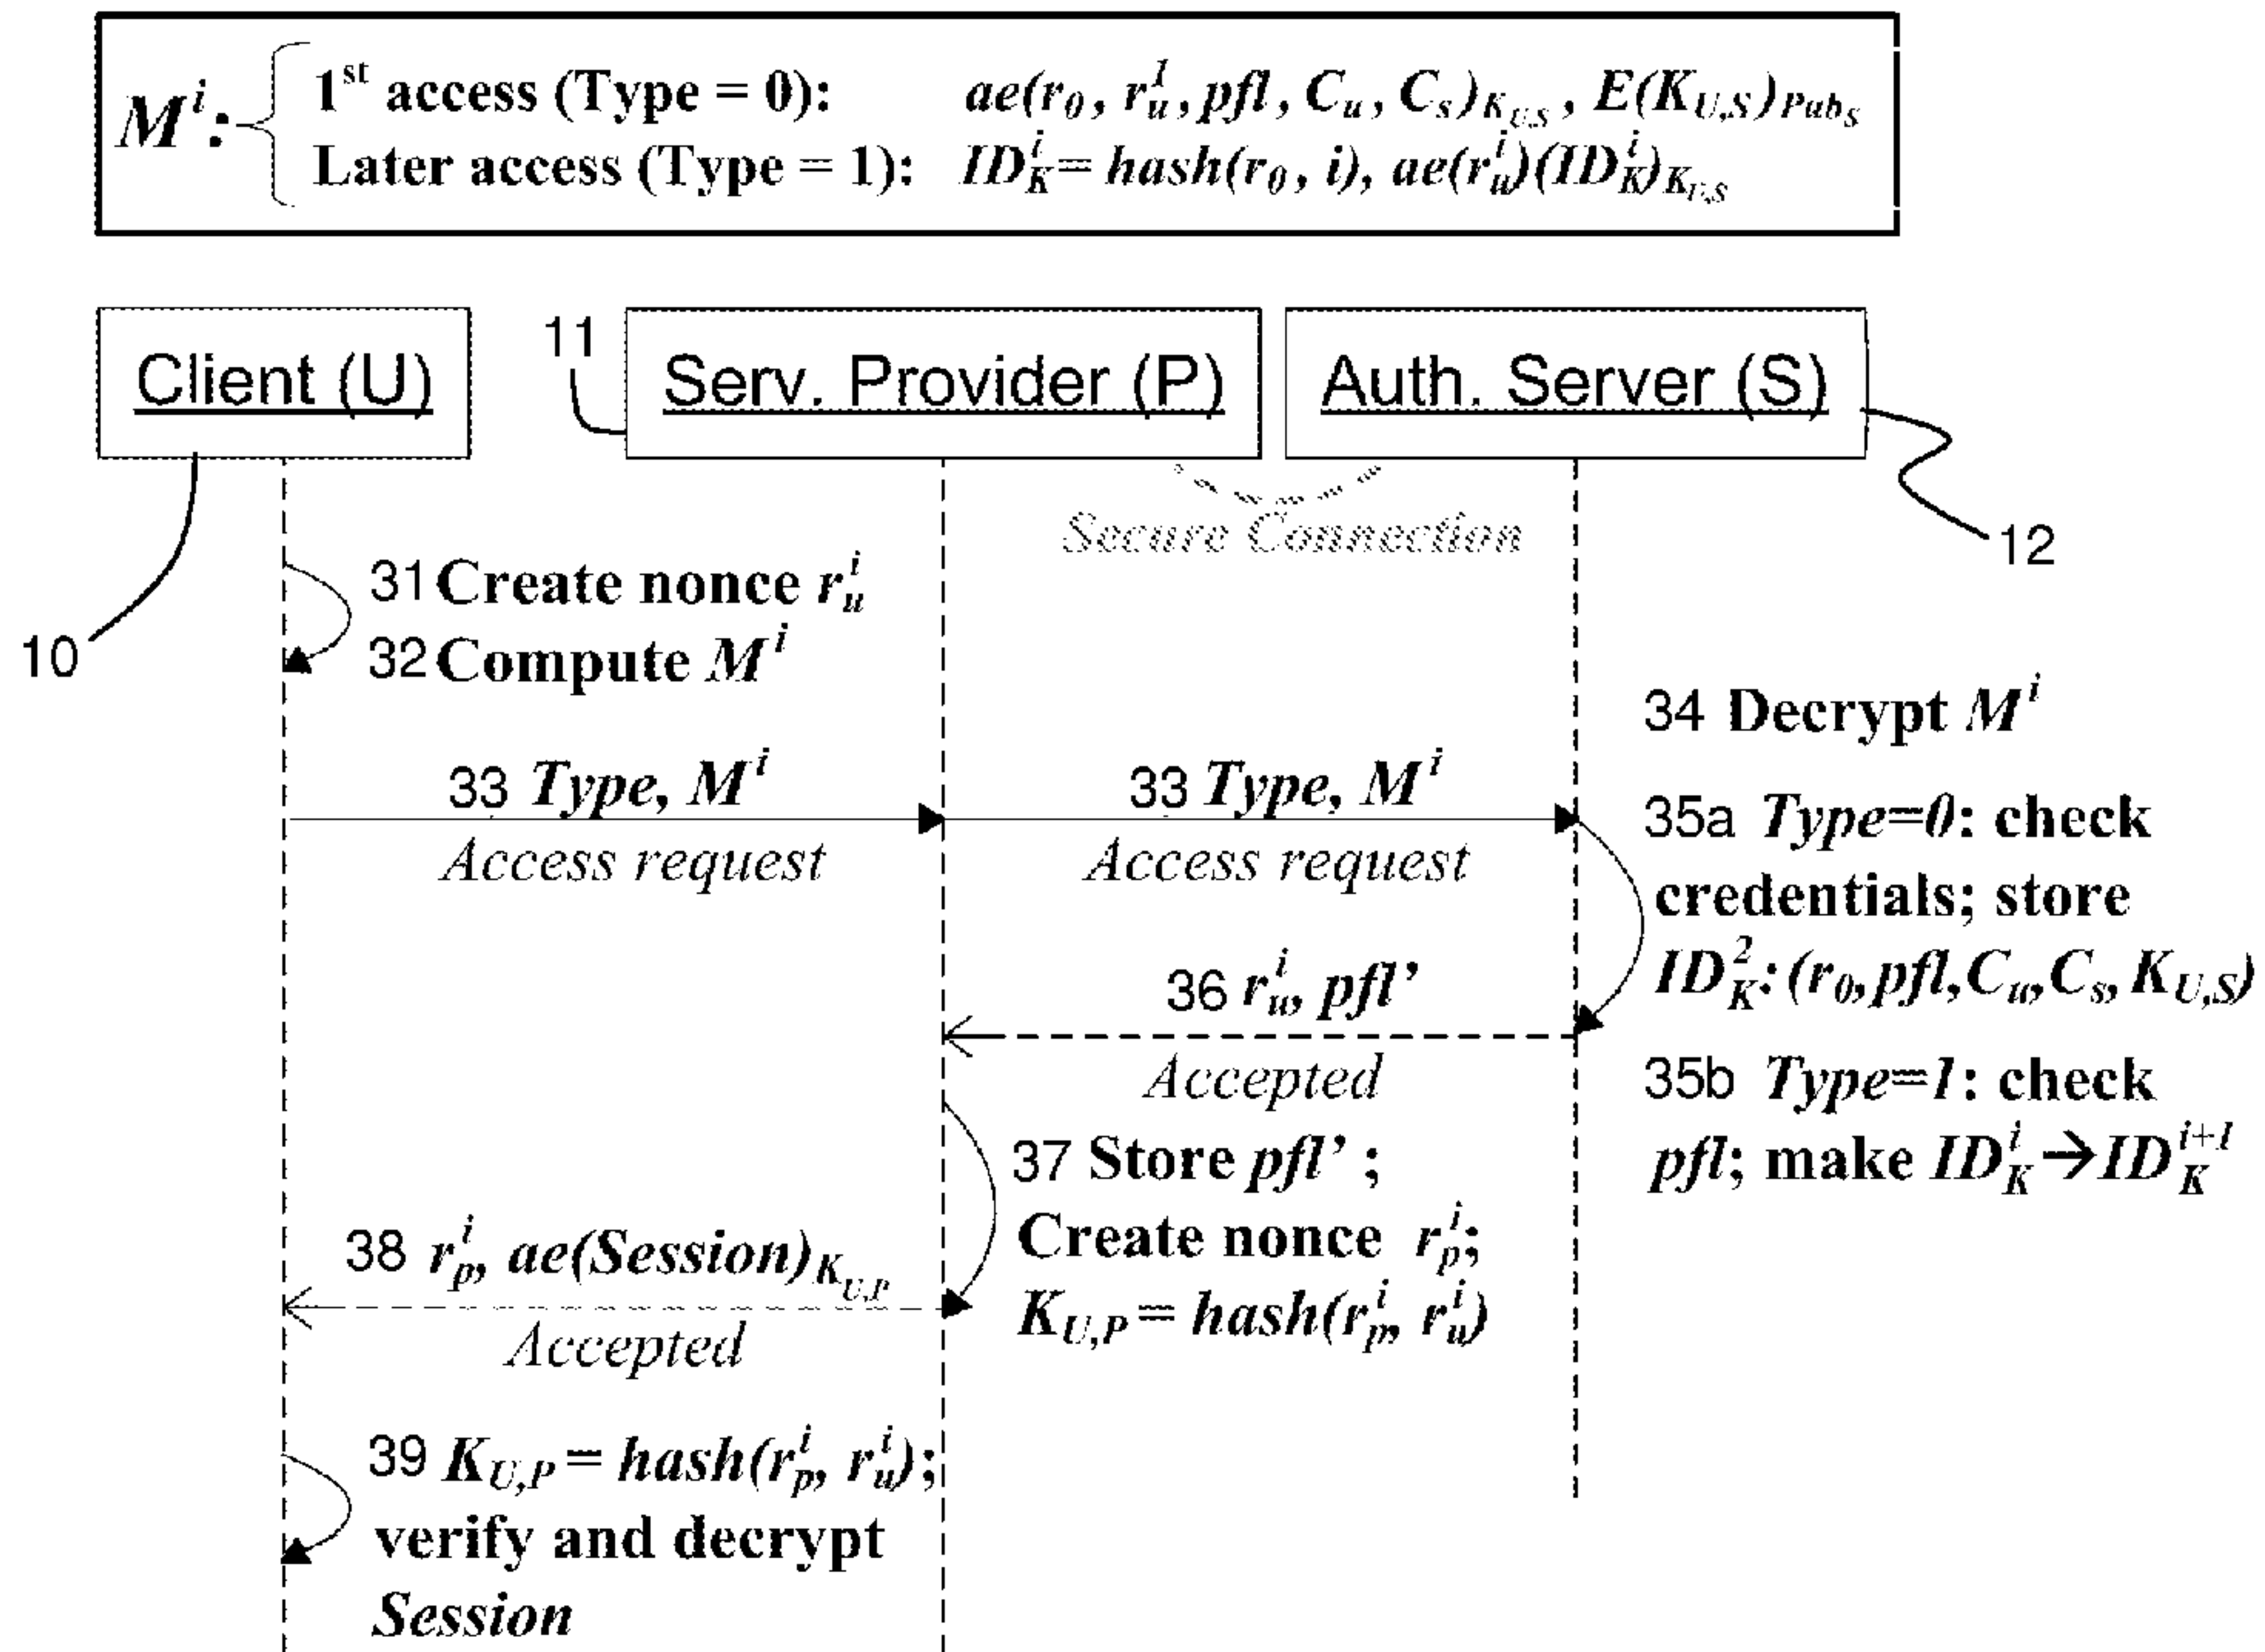 M^i:
1st access (Type = 0): ae(r_0, r_u^1, pfl, C_u, C_s)_{K_{U,S}}, E(K_{U,S})_{Pub_S}
Later access (Type = 1): ID_K^i = hash(r_0, i), ae(r_u^i)(ID_K^i)_{K_{U,S}}
Client (U)
11
Serv. Provider (P)
Auth. Server (S)
Secure Connection
12
10
31 Create nonce r_u^i
32 Compute M^i
34 Decrypt M^i
33 Type, M^i
Access request
33 Type, M^i
Access request
35a Type=0: check
credentials; store
ID_K^2: (r_0, pfl, C_u, C_s, K_{U,S})
36 r_u^i, pfl’
Accepted
35b Type=1: check
pfl; make ID_K^i → ID_K^{i+1}
37 Store pfl’ ;
Create nonce r_p^i;
K_{U,P} = hash(r_p^i, r_u^i)
38 r_p^i, ae(Session)_{K_{U,P}}
Accepted
39 K_{U,P} = hash(r_p^i, r_u^i);
verify and decrypt
Session